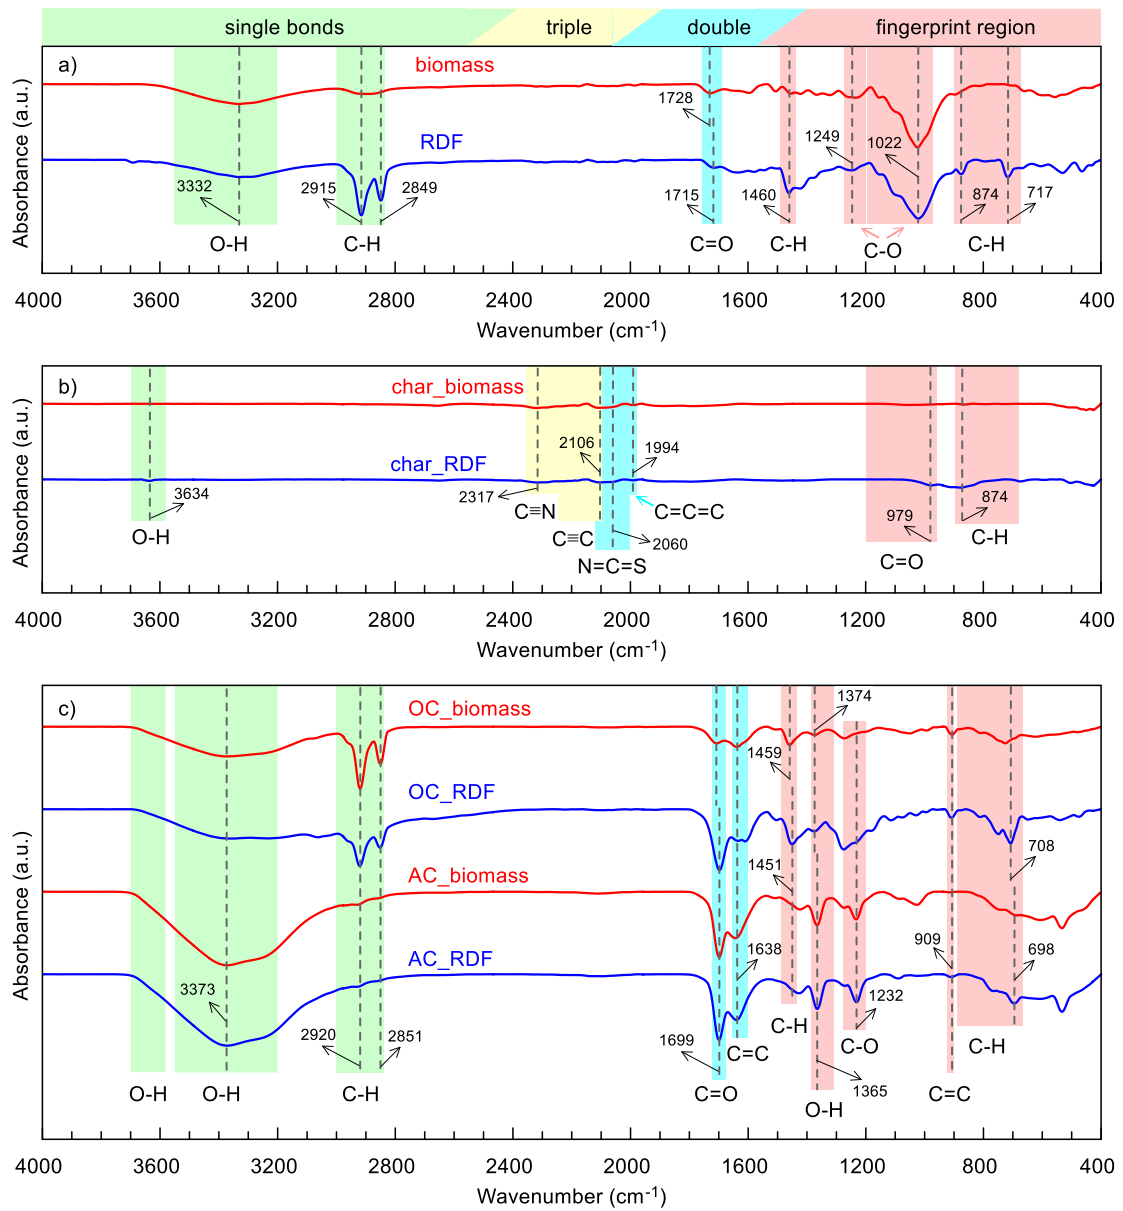 single bonds triple double fingerprint region
a)
biomass
RDF
1728
1249
1022
3332
2915
2849
1715
1460
874
717
O-H
C-H
C=O
C-H
C-O
C-H
Absorbance (a.u.)
4000 3600 3200 2800 2400 2000 1600 1200 800 400
Wavenumber (cm-1)
b)
char_biomass
char_RDF
2106
1994
3634
2317
2060
979
874
O-H
C≡N
C≡C
N=C=S
C=C=C
C=O
C-H
Absorbance (a.u.)
4000 3600 3200 2800 2400 2000 1600 1200 800 400
Wavenumber (cm-1)
c)
OC_biomass
OC_RDF
AC_biomass
AC_RDF
1374
1459
1451
708
909
1638
698
3373
2920
2851
1699
1232
1365
O-H
O-H
C-H
C=O
C=C
C-H
O-H
C-O
C=C
C-H
Absorbance (a.u.)
4000 3600 3200 2800 2400 2000 1600 1200 800 400
Wavenumber (cm-1)